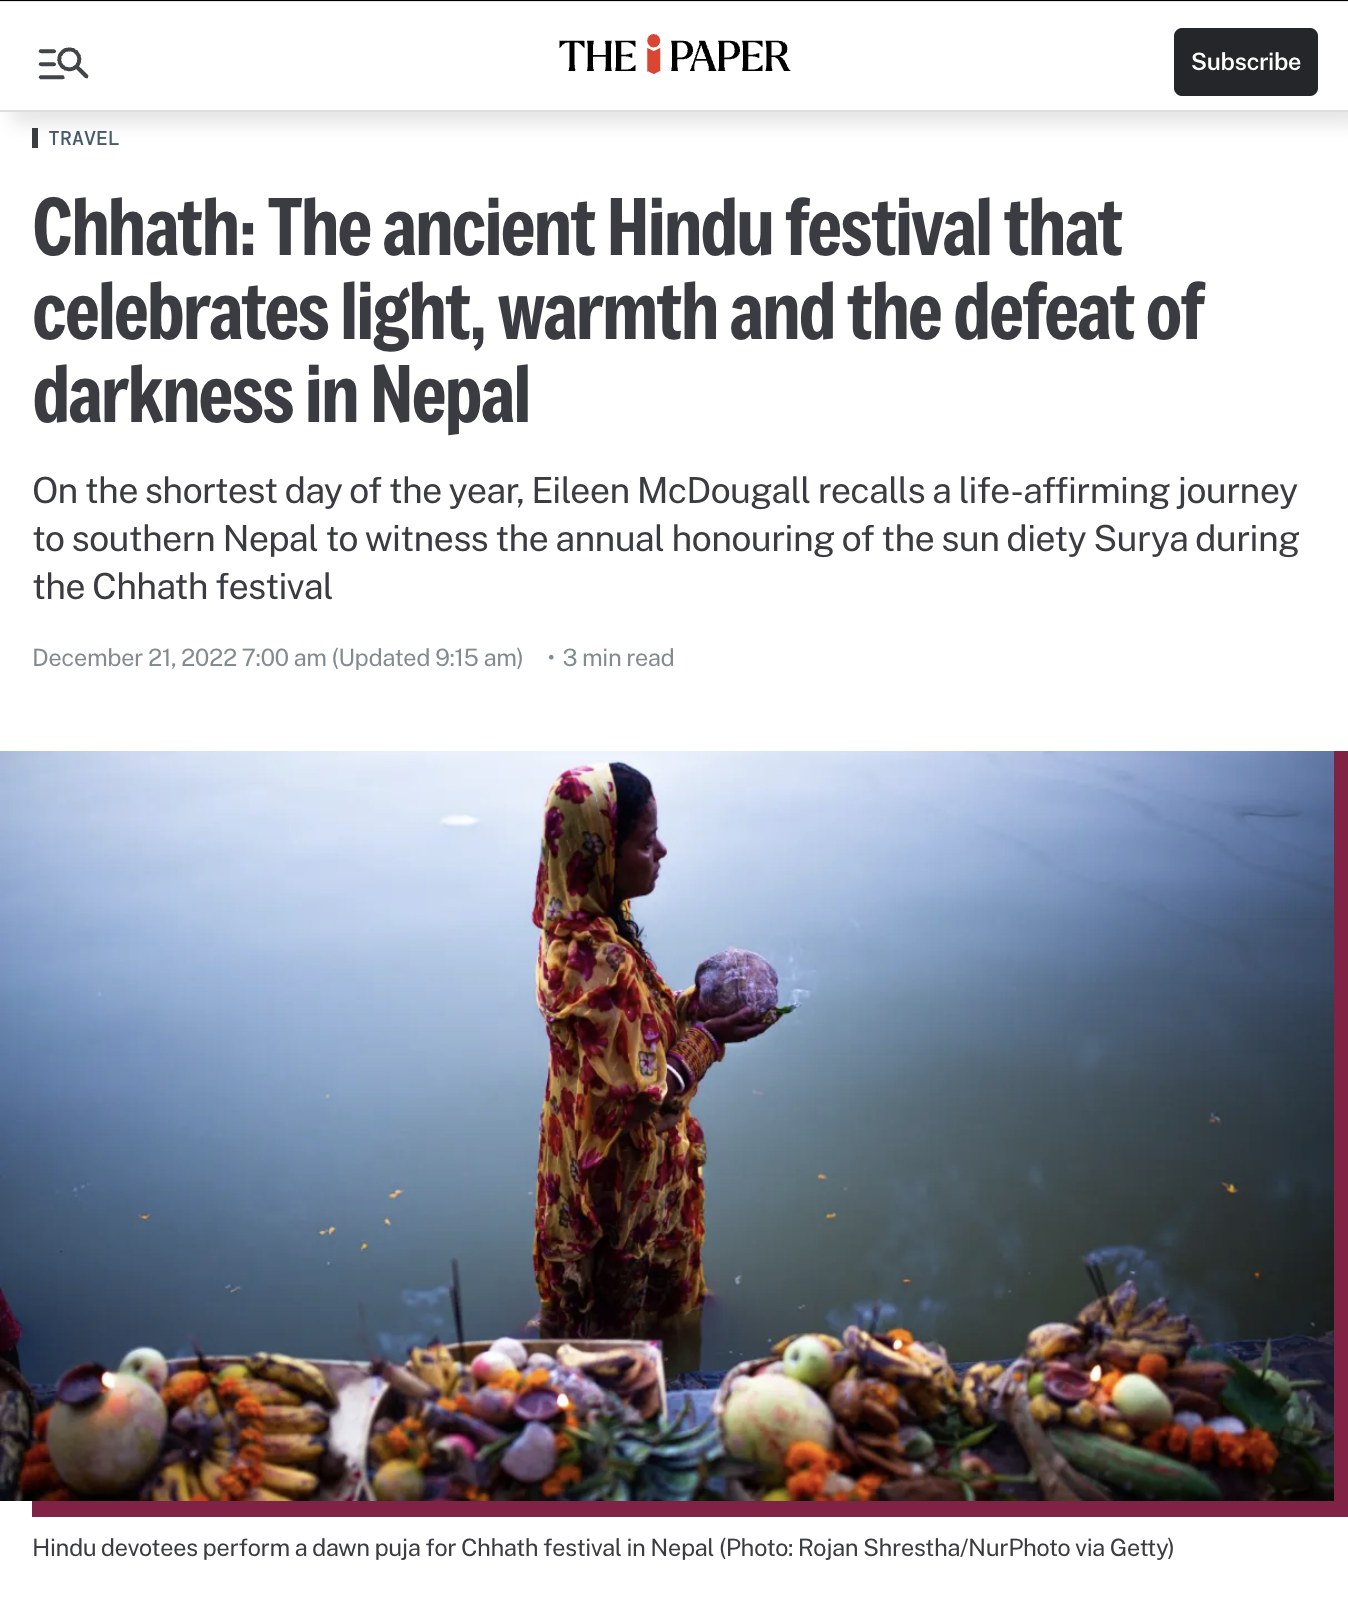 THE i PAPER
Subscribe
TRAVEL
Chhath: The ancient Hindu festival that
celebrates light, warmth and the defeat of
darkness in Nepal
On the shortest day of the year, Eileen McDougall recalls a life-affirming journey
to southern Nepal to witness the annual honouring of the sun diety Surya during
the Chhath festival
December 21, 2022 7:00 am (Updated 9:15 am) • 3 min read
Hindu devotees perform a dawn puja for Chhath festival in Nepal (Photo: Rojan Shrestha/NurPhoto via Getty)